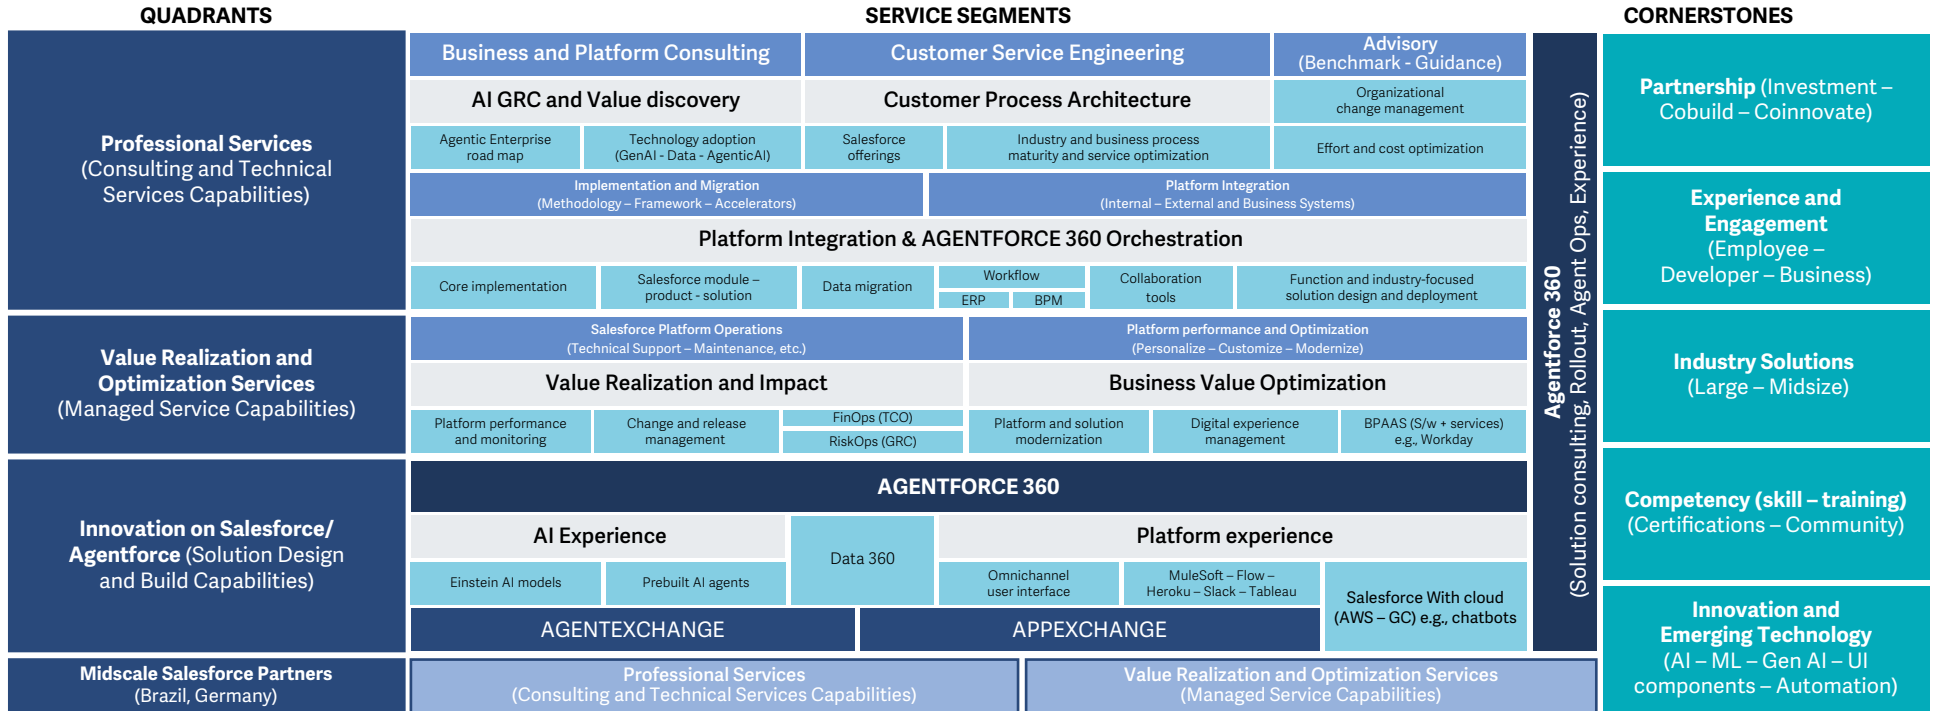 QUADRANTS
SERVICE SEGMENTS
CORNERSTONES
Professional Services
(Consulting and Technical
Services Capabilities)
Business and Platform Consulting
Customer Service Engineering
Advisory
(Benchmark - Guidance)
AI GRC and Value discovery
Customer Process Architecture
Organizational
change management
Agentic Enterprise
road map
Technology adoption
(GenAI - Data - AgenticAI)
Salesforce
offerings
Industry and business process
maturity and service optimization
Effort and cost optimization
Implementation and Migration
(Methodology – Framework – Accelerators)
Platform Integration
(Internal – External and Business Systems)
Platform Integration & AGENTFORCE 360 Orchestration
Core implementation
Salesforce module –
product - solution
Data migration
Workflow
ERP
BPM
Collaboration
tools
Function and industry-focused
solution design and deployment
Value Realization and
Optimization Services
(Managed Service Capabilities)
Salesforce Platform Operations
(Technical Support – Maintenance, etc.)
Platform performance and Optimization
(Personalize – Customize – Modernize)
Value Realization and Impact
Business Value Optimization
Platform performance
and monitoring
Change and release
management
FinOps (TCO)
RiskOps (GRC)
Platform and solution
modernization
Digital experience
management
BPAAS (S/w + services)
e.g., Workday
Innovation on Salesforce/
Agentforce (Solution Design
and Build Capabilities)
AGENTFORCE 360
AI Experience
Data 360
Platform experience
Einstein AI models
Prebuilt AI agents
Omnichannel
user interface
MuleSoft – Flow –
Heroku – Slack – Tableau
Salesforce With cloud
(AWS – GC) e.g., chatbots
AGENTEXCHANGE
APPEXCHANGE
Midscale Salesforce Partners
(Brazil, Germany)
Professional Services
(Consulting and Technical Services Capabilities)
Value Realization and Optimization Services
(Managed Service Capabilities)
Agentforce 360
(Solution consulting, Rollout, Agent Ops, Experience)
Partnership (Investment –
Cobuild – Coinnovate)
Experience and
Engagement
(Employee –
Developer – Business)
Industry Solutions
(Large – Midsize)
Competency (skill – training)
(Certifications – Community)
Innovation and
Emerging Technology
(AI – ML – Gen AI – UI
components – Automation)